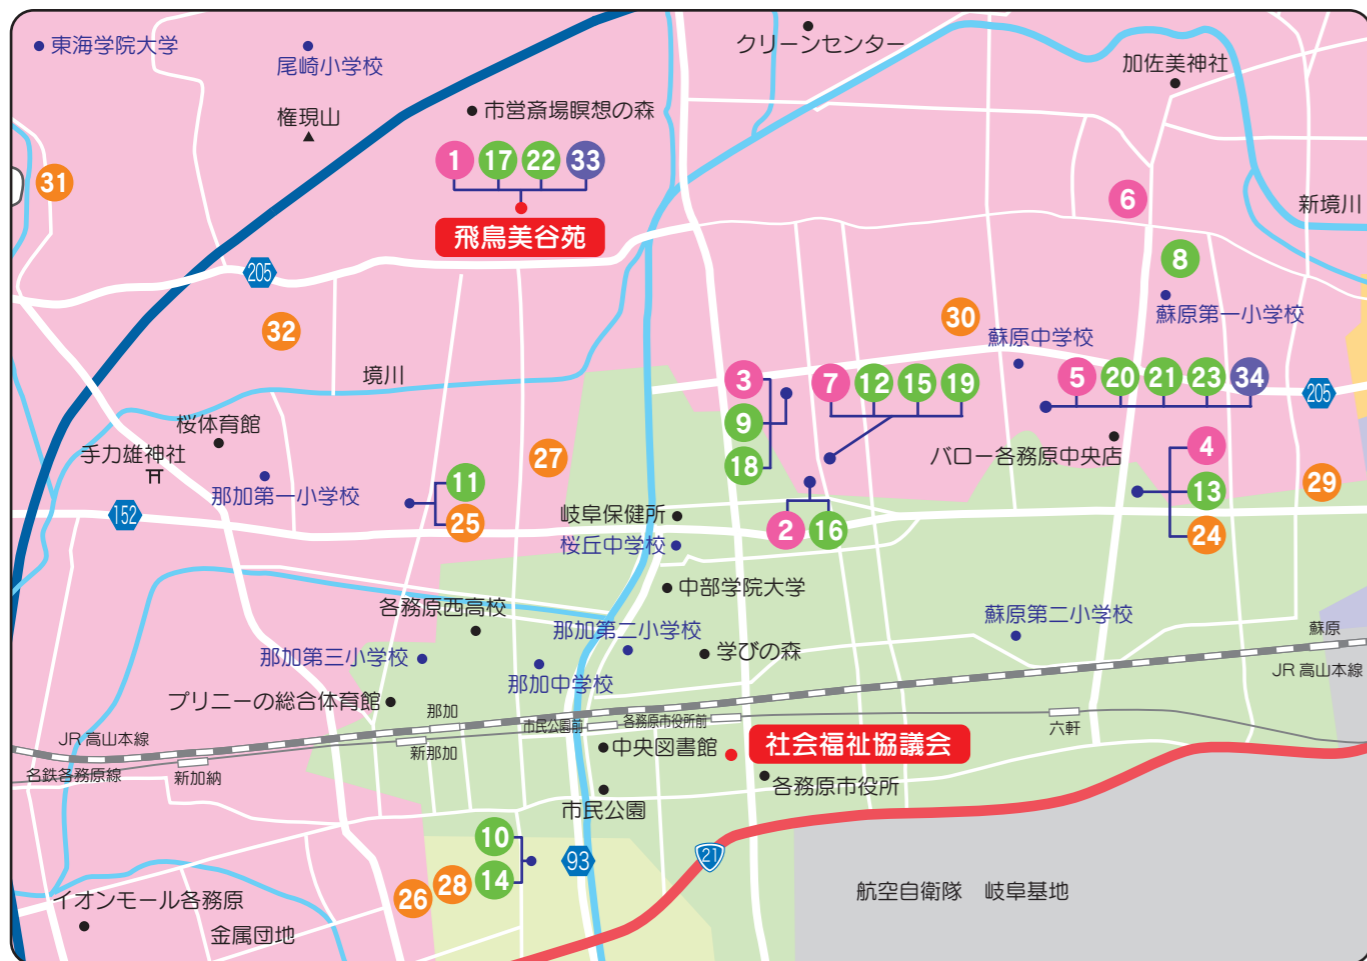 東海学院大学
尾崎小学校
クリーンセンター
加佐美神社
権現山
市営斎場瞑想の森
1 17 22 33
飛鳥美谷苑
31
6
新境川
205
8
蘇原第一小学校
32
30
蘇原中学校
境川
3
7 12 15 19
5 20 21 23 34
205
9
桜体育館
手力雄神社
バロー各務原中央店
4
18
27
那加第一小学校
11
13
29
152
25
岐阜保健所
2 16
24
桜丘中学校
中部学院大学
各務原西高校
那加第二小学校
蘇原第二小学校
那加第三小学校
学びの森
那加中学校
蘇原
JR高山本線
プリニーの総合体育館
那加
市民公園前
各務原市役所前
六軒
JR高山本線
新那加
中央図書館
社会福祉協議会
名鉄各務原線
新加納
各務原市役所
市民公園
10
93
21
14
28
26
航空自衛隊 岐阜基地
イオンモール各務原
金属団地